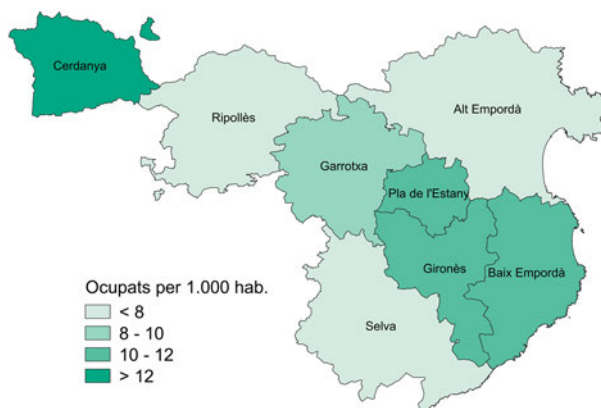 Cerdanya
Ripollès
Alt Empordà
Garrotxa
Pla de l'Estany
Gironès
Baix Empordà
Selva
Ocupats per 1.000 hab.
< 8
8 - 10
10 - 12
> 12